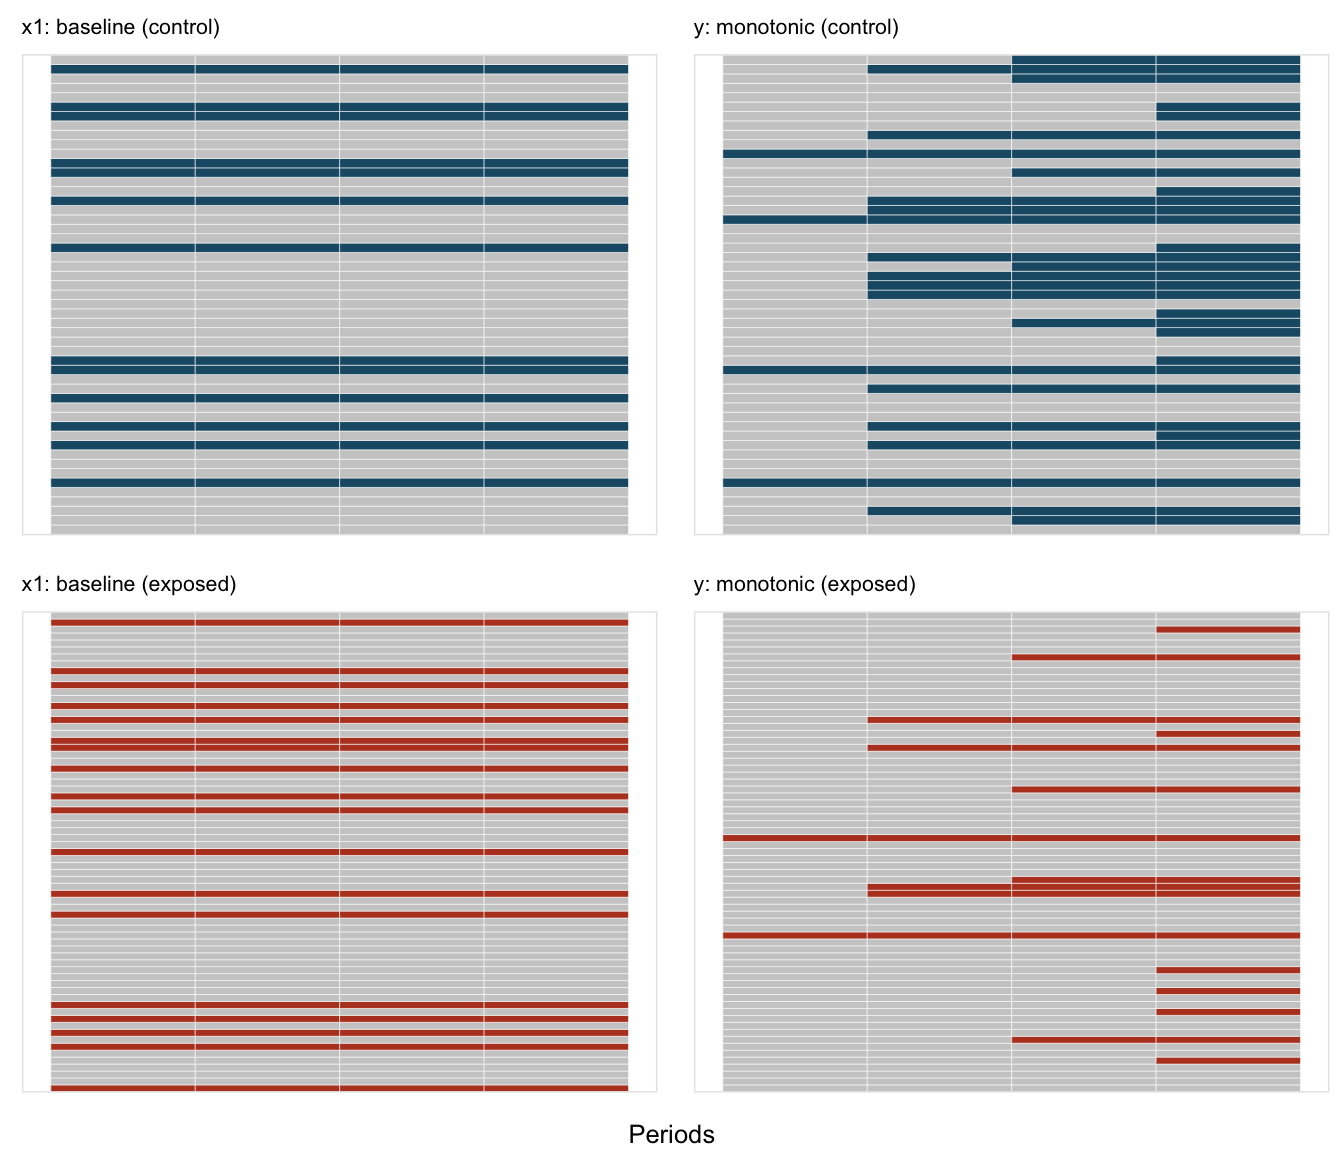 x1: baseline (control)
y: monotonic (control)
x1: baseline (exposed)
y: monotonic (exposed)
Periods